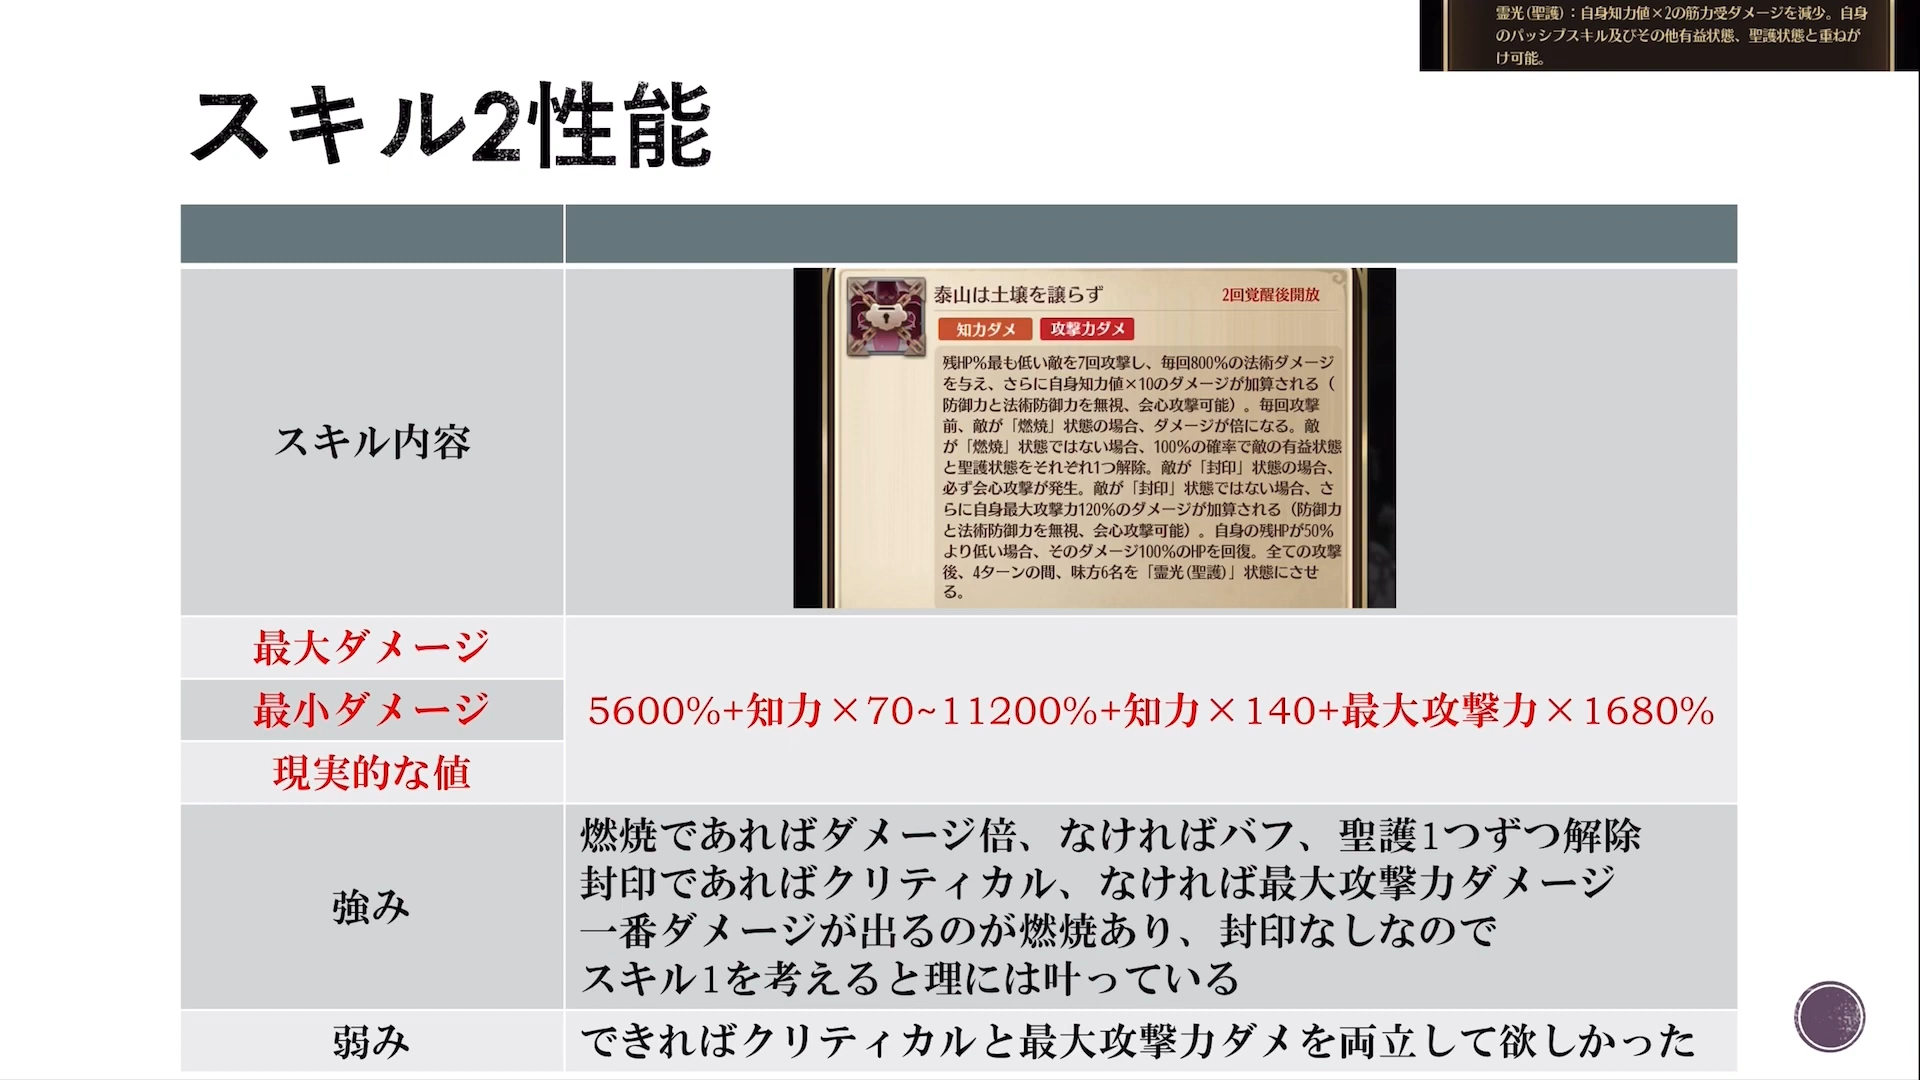 霊光(聖護)：自身知力値×2の筋力受ダメージを減少。自身
のパッシブスキル及びその他有益状態、聖護状態と重ねが
け可能。
スキル2性能
スキル内容
泰山は土壌を譲らず
2回覚醒後開放
知力ダメ
攻撃力ダメ
残HP%最も低い敵を7回攻撃し、毎回800%の法術ダメージ
を与え、さらに自身知力値×10のダメージが加算される（
防御力と法術防御力を無視、会心攻撃可能）。毎回攻撃
前、敵が「燃焼」状態の場合、ダメージが倍になる。敵
が「燃焼」状態ではない場合、100%の確率で敵の有益状態
と聖護状態をそれぞれ1つ解除。敵が「封印」状態の場合、
必ず会心攻撃が発生。敵が「封印」状態ではない場合、さ
らに自身最大攻撃力120%のダメージが加算される（防御力
と法術防御力を無視、会心攻撃可能）。自身の残HPが50%
より低い場合、そのダメージ100%のHPを回復。全ての攻撃
後、4ターンの間、味方6名を「霊光(聖護)」状態にさせ
る。
最大ダメージ
最小ダメージ
現実的な値
5600%+知力×70~11200%+知力×140+最大攻撃力×1680%
強み
燃焼であればダメージ倍、なければバフ、聖護1つずつ解除
封印であればクリティカル、なければ最大攻撃力ダメージ
一番ダメージが出るのが燃焼あり、封印なしなので
スキル1を考えると理には叶っている
弱み
できればクリティカルと最大攻撃力ダメを両立して欲しかった